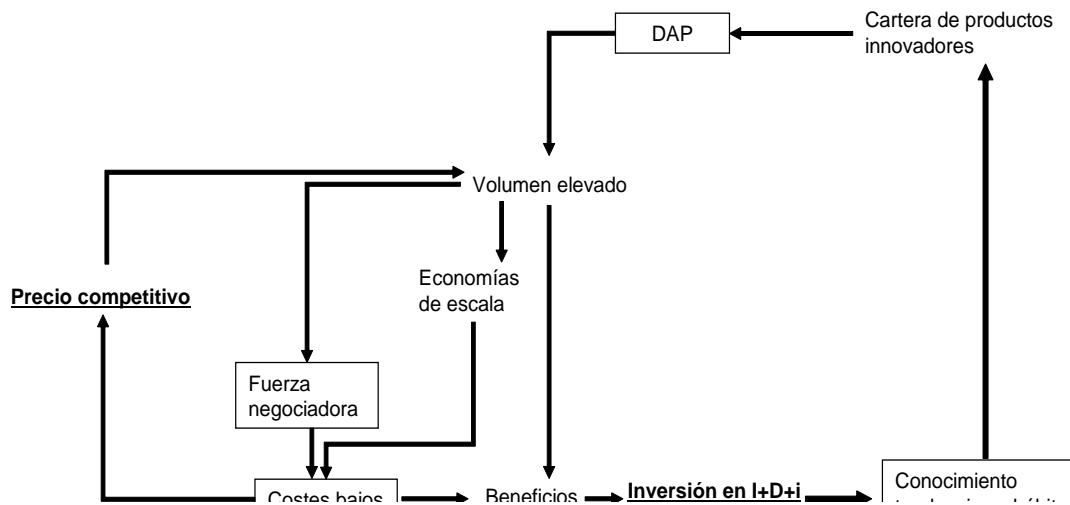 DAP
Cartera de productos
innovadores
Volumen elevado
Economías
de escala
Precio competitivo
Fuerza
negociadora
Costes bajos
Beneficios
Inversión en I+D+i
Conocimiento